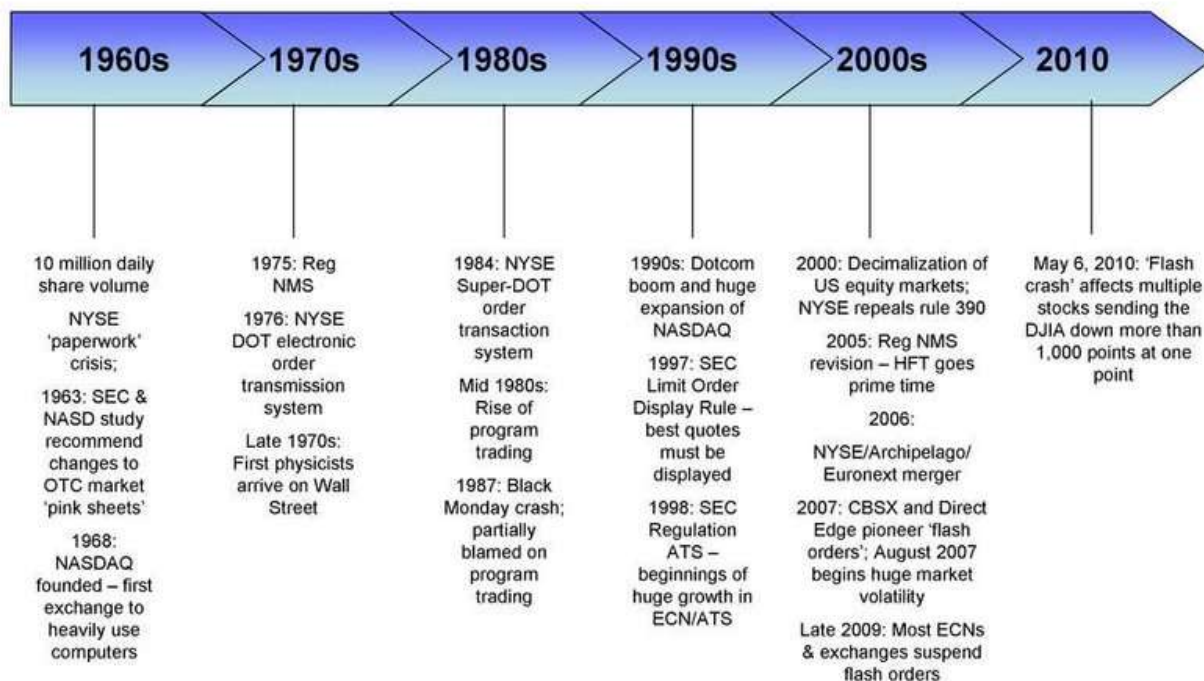 1960s
1970s
1980s
1990s
2000s
2010
10 million daily
share volume
NYSE
‘paperwork’
crisis;
1963: SEC &
NASD study
recommend
changes to
OTC market
‘pink sheets’
1968:
NASDAQ
founded – first
exchange to
heavily use
computers
1975: Reg
NMS
1976: NYSE
DOT electronic
order
transmission
system
Late 1970s:
First physicists
arrive on Wall
Street
1984: NYSE
Super-DOT
order
transaction
system
Mid 1980s:
Rise of
program
trading
1987: Black
Monday crash;
partially
blamed on
program
trading
1990s: Dotcom
boom and huge
expansion of
NASDAQ
1997: SEC
Limit Order
Display Rule –
best quotes
must be
displayed
1998: SEC
Regulation
ATS –
beginnings of
huge growth in
ECN/ATS
2000: Decimalization of
US equity markets;
NYSE repeals rule 390
2005: Reg NMS
revision – HFT goes
prime time
2006:
NYSE/Archipelago/
Euronext merger
2007: CBSX and Direct
Edge pioneer ‘flash
orders’; August 2007
begins huge market
volatility
Late 2009: Most ECNs
& exchanges suspend
flash orders
May 6, 2010: ‘Flash
crash’ affects multiple
stocks sending the
DJIA down more than
1,000 points at one
point